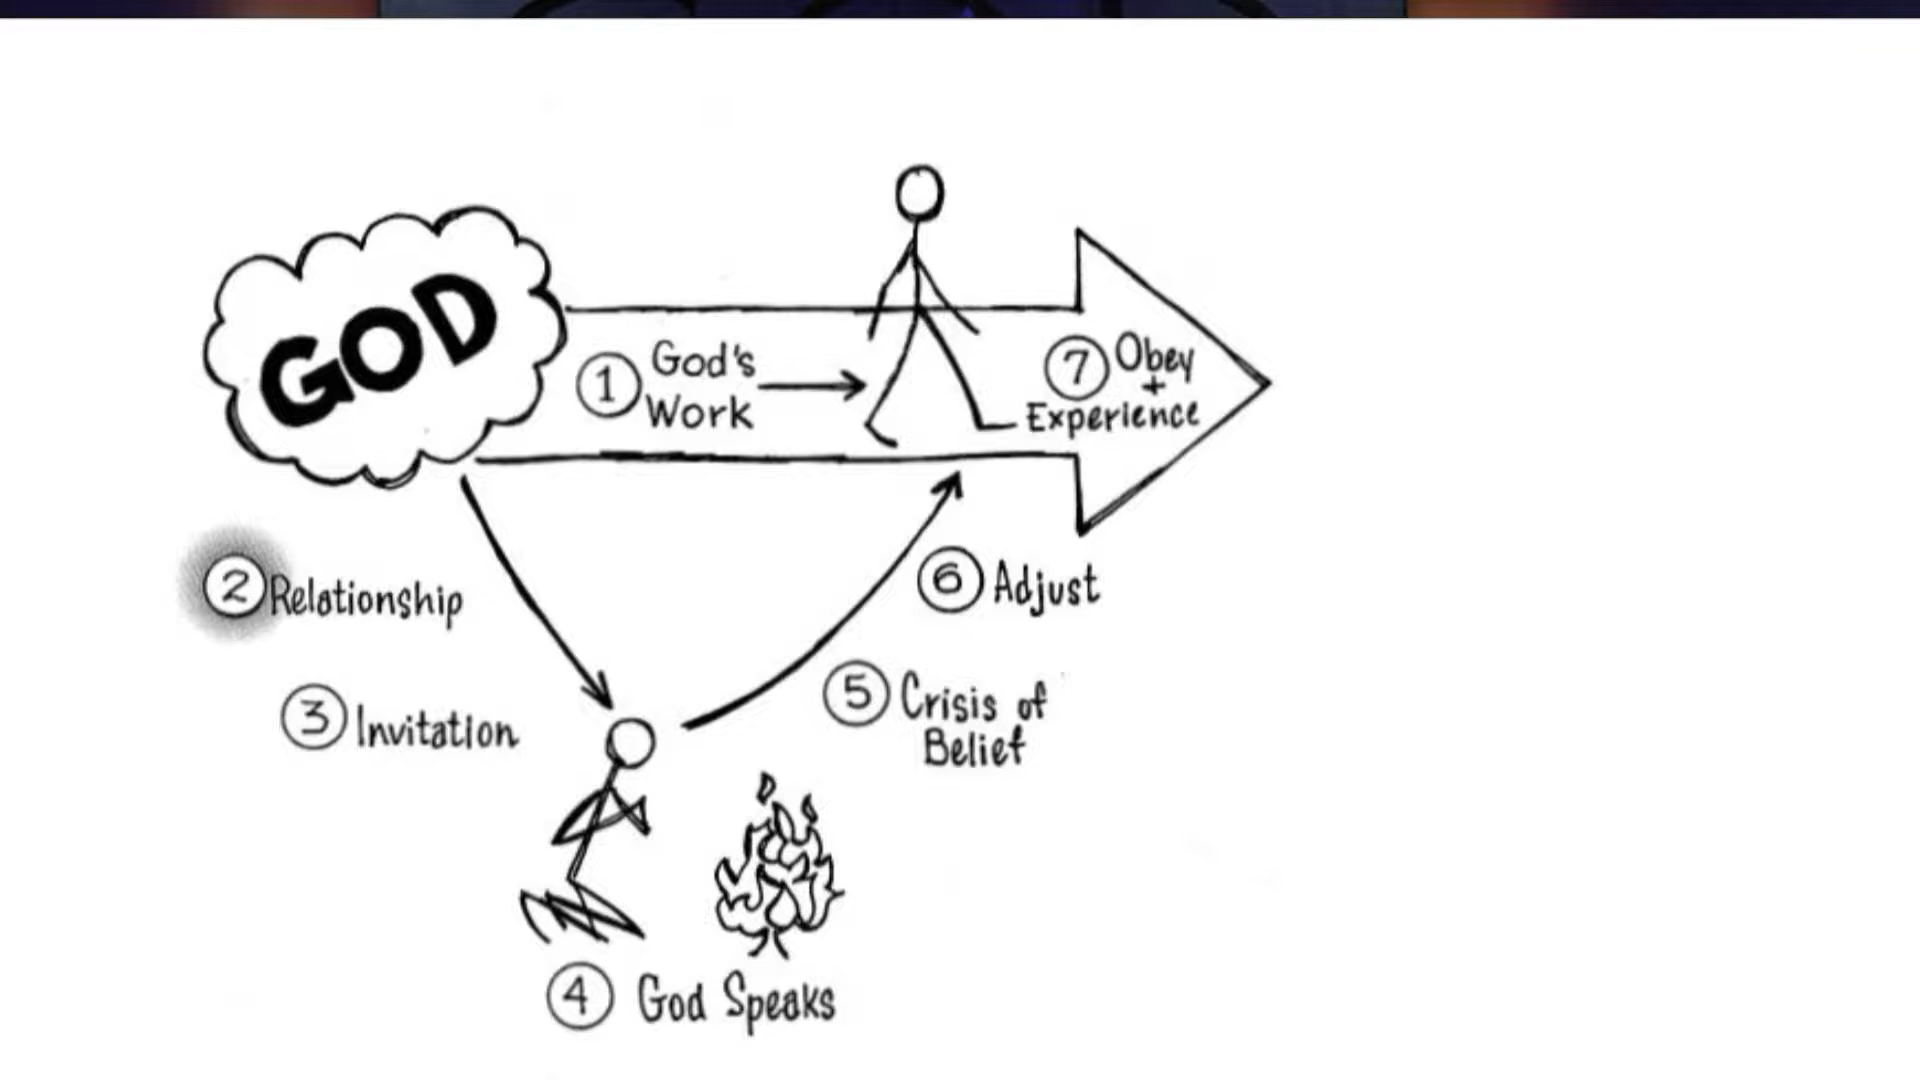 GOD
1 God's
Work
7 Obey
+
Experience
2 Relationship
6 Adjust
3 Invitation
5 Crisis of
Belief
4 God Speaks